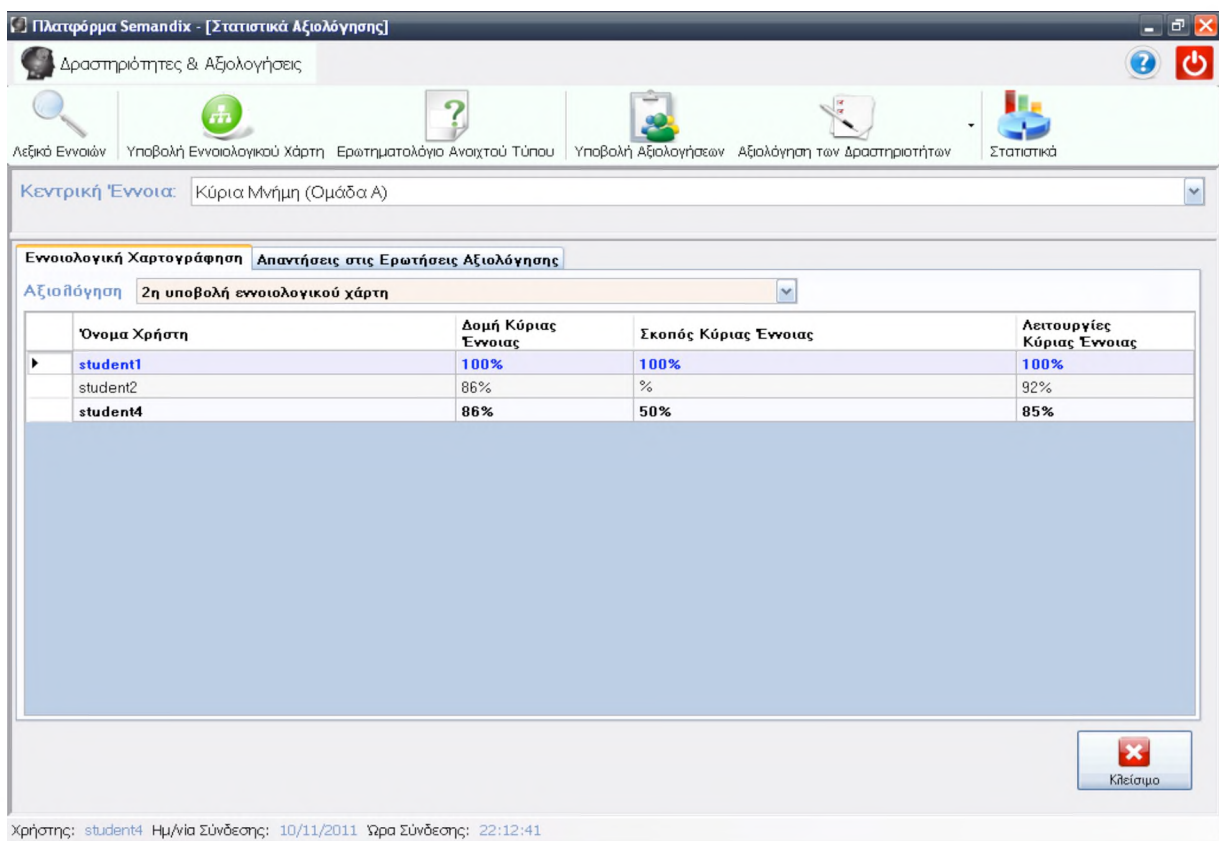 Πλατφόρμα Semandix - [Στατιστικά Αξιολόγησης]
Δραστηριότητες & Αξιολογήσεις
Λεξικό Εννοιών Υποβολή Εννοιολογικού Χάρτη Ερωτηματολόγιο Ανοιχτού Τύπου Υποβολή Αξιολογήσεων Αξιολόγηση των Δραστηριοτήτων Στατιστικά
Κεντρική Έννοια: Κύρια Μνήμη (Ομάδα Α)
Εννοιολογική Χαρτογράφηση Απαντήσεις στις Ερωτήσεις Αξιολόγησης
Αξιολόγηση 2η υποβολή εννοιολογικού χάρτη
Όνομα Χρήστη Δομή Κύριας Έννοιας Σκοπός Κύριας Έννοιας Λειτουργίες Κύριας Έννοιας
student1 100% 100% 100%
student2 86% % 92%
student4 86% 50% 85%
Κλείσιμο
Χρήστης: student4 Ημ/νία Σύνδεσης: 10/11/2011 Ώρα Σύνδεσης: 22:12:41